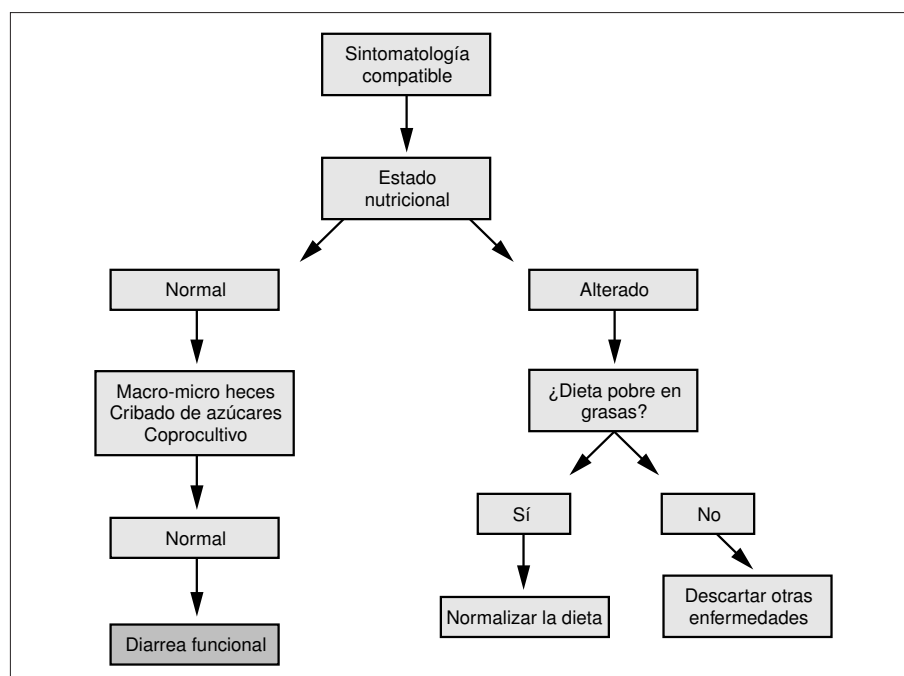 Sintomatología
compatible
Estado
nutricional
Normal
Alterado
Macro-micro heces
Cribado de azúcares
Coprocultivo
¿Dieta pobre en
grasas?
Sí
No
Normal
Normalizar la dieta
Descartar otras
enfermedades
Diarrea funcional